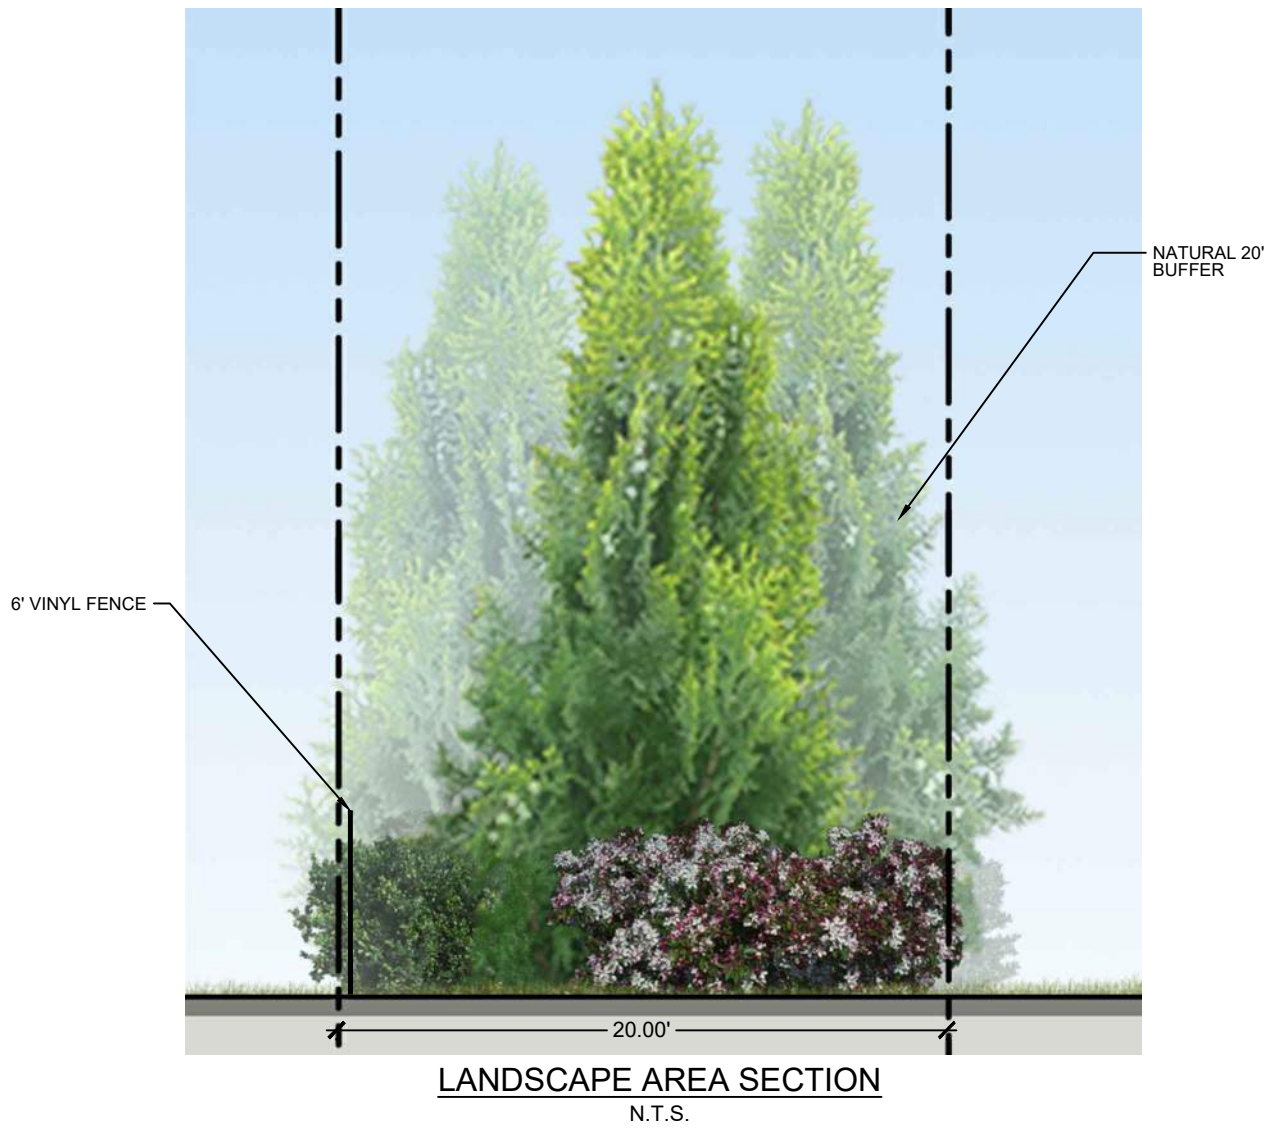 NATURAL 20'
BUFFER
6' VINYL FENCE
20.00'
LANDSCAPE AREA SECTION
N.T.S.